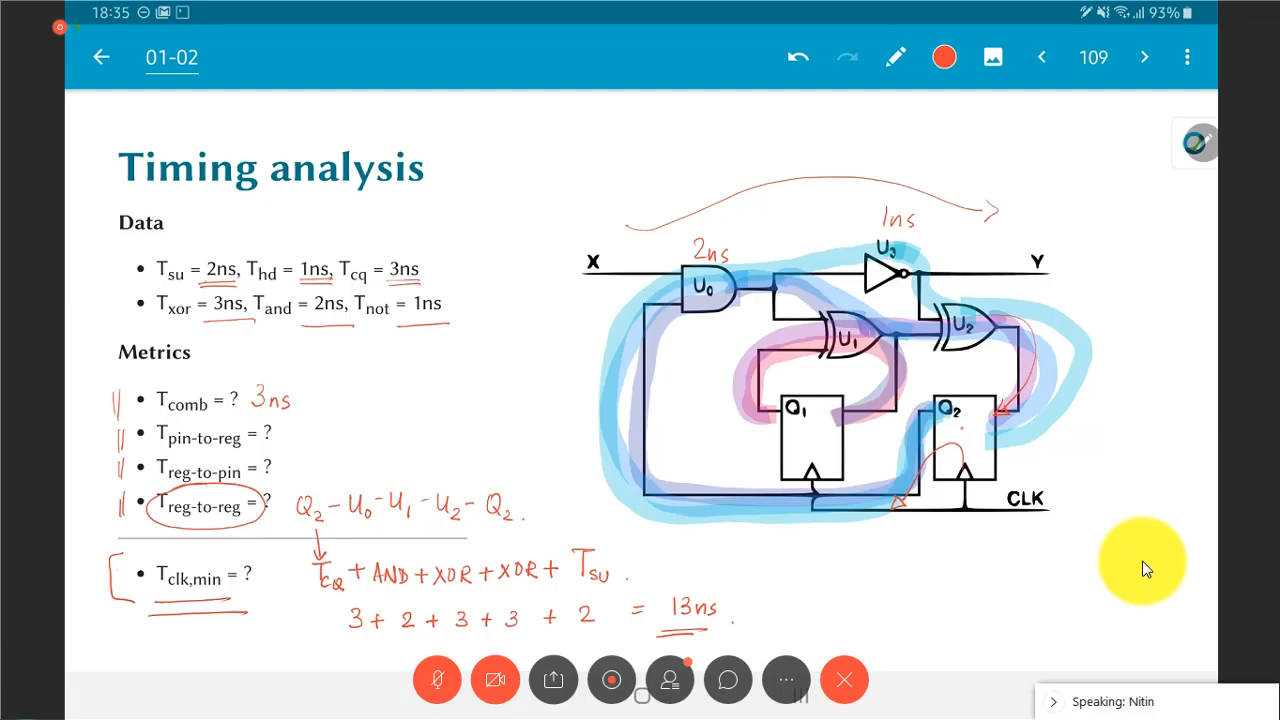 18:35
93%
01-02
109
Timing analysis
Data
• Tsu = 2ns, Thd = 1ns, Tcq = 3ns
• Txor = 3ns, Tand = 2ns, Tnot = 1ns
Metrics
• Tcomb = ? 3ns
• Tpin-to-reg = ?
• Treg-to-pin = ?
• Treg-to-reg = ? Q2 - U0 - U1 - U2 - Q2.
• Tclk,min = ? TCQ + AND + XOR + XOR + TSU.
3 + 2 + 3 + 3 + 2 = 13ns.
1ns
2ns
U3
X
Y
U0
U1
U2
Q1
Q2
CLK
Speaking: Nitin